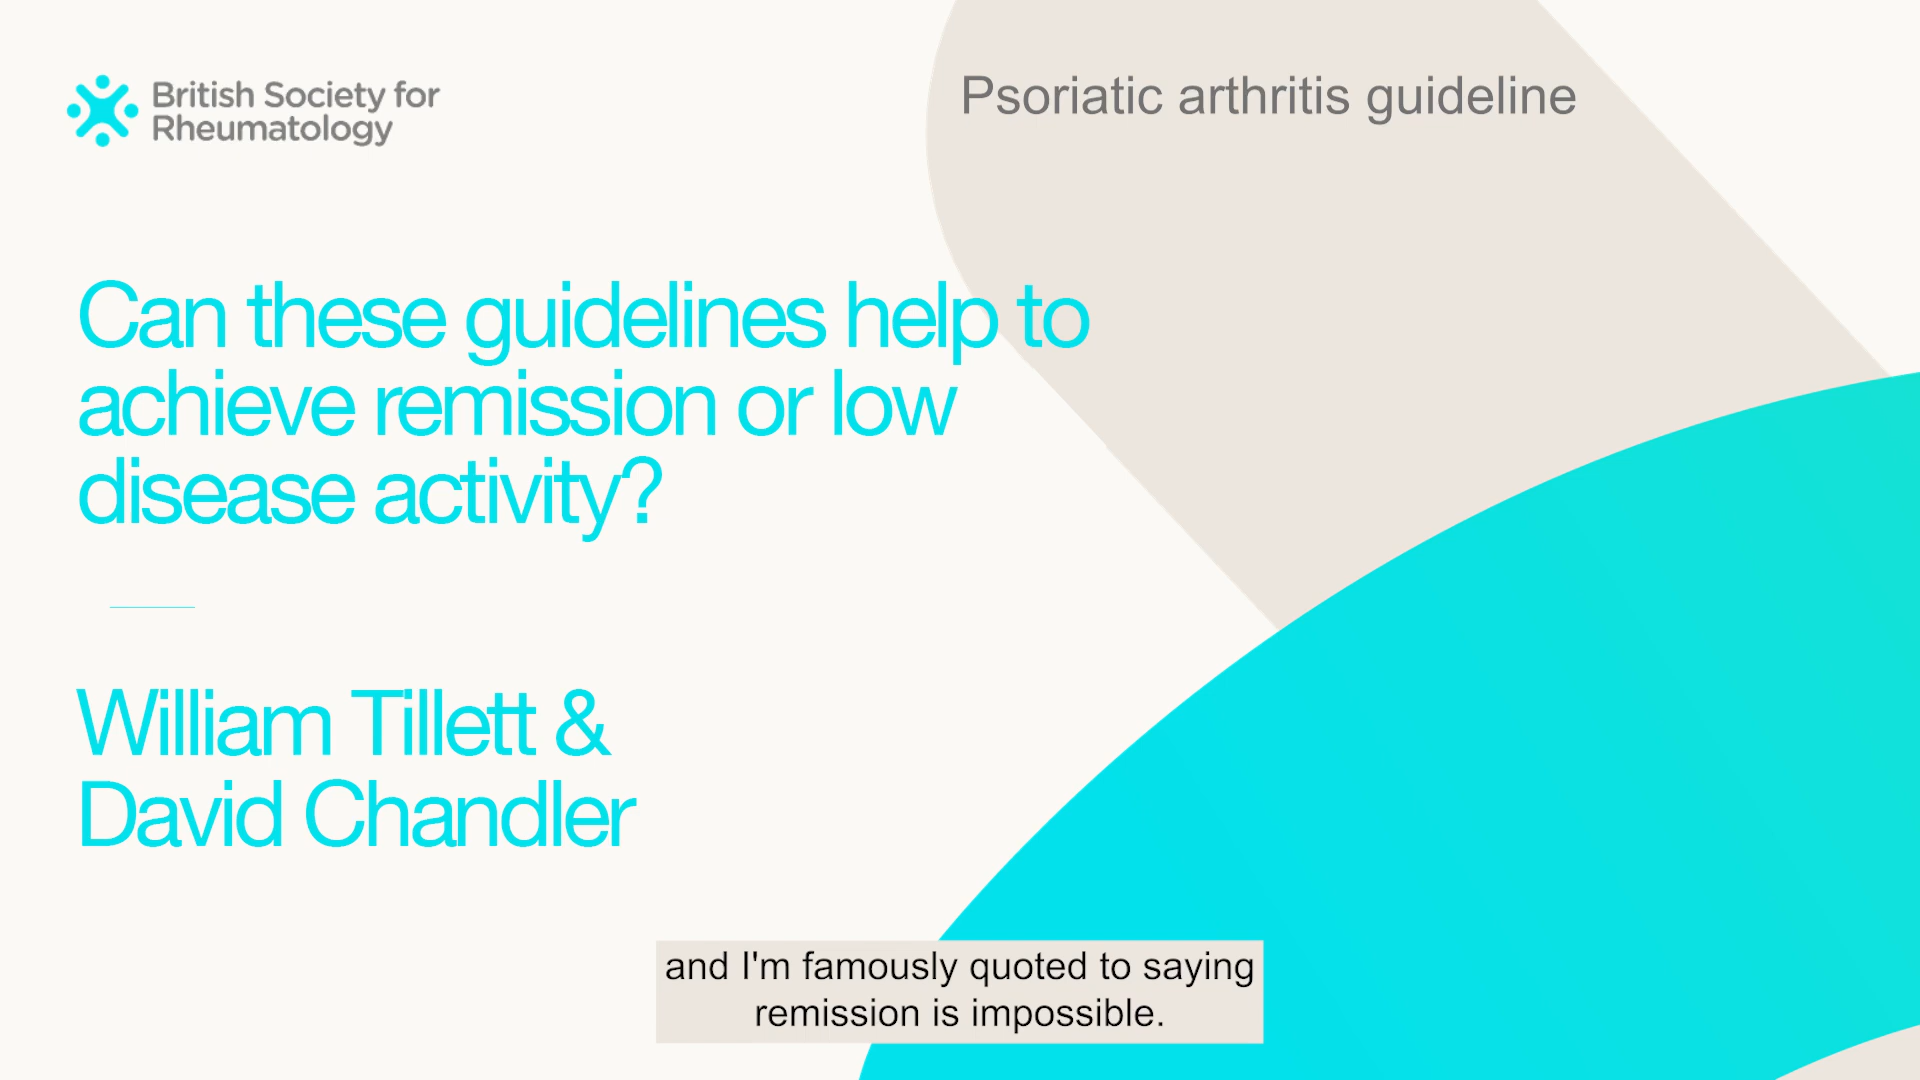 British Society for
Rheumatology
Psoriatic arthritis guideline
Can these guidelines help to
achieve remission or low
disease activity?
William Tillett &
David Chandler
and I'm famously quoted to saying
remission is impossible.